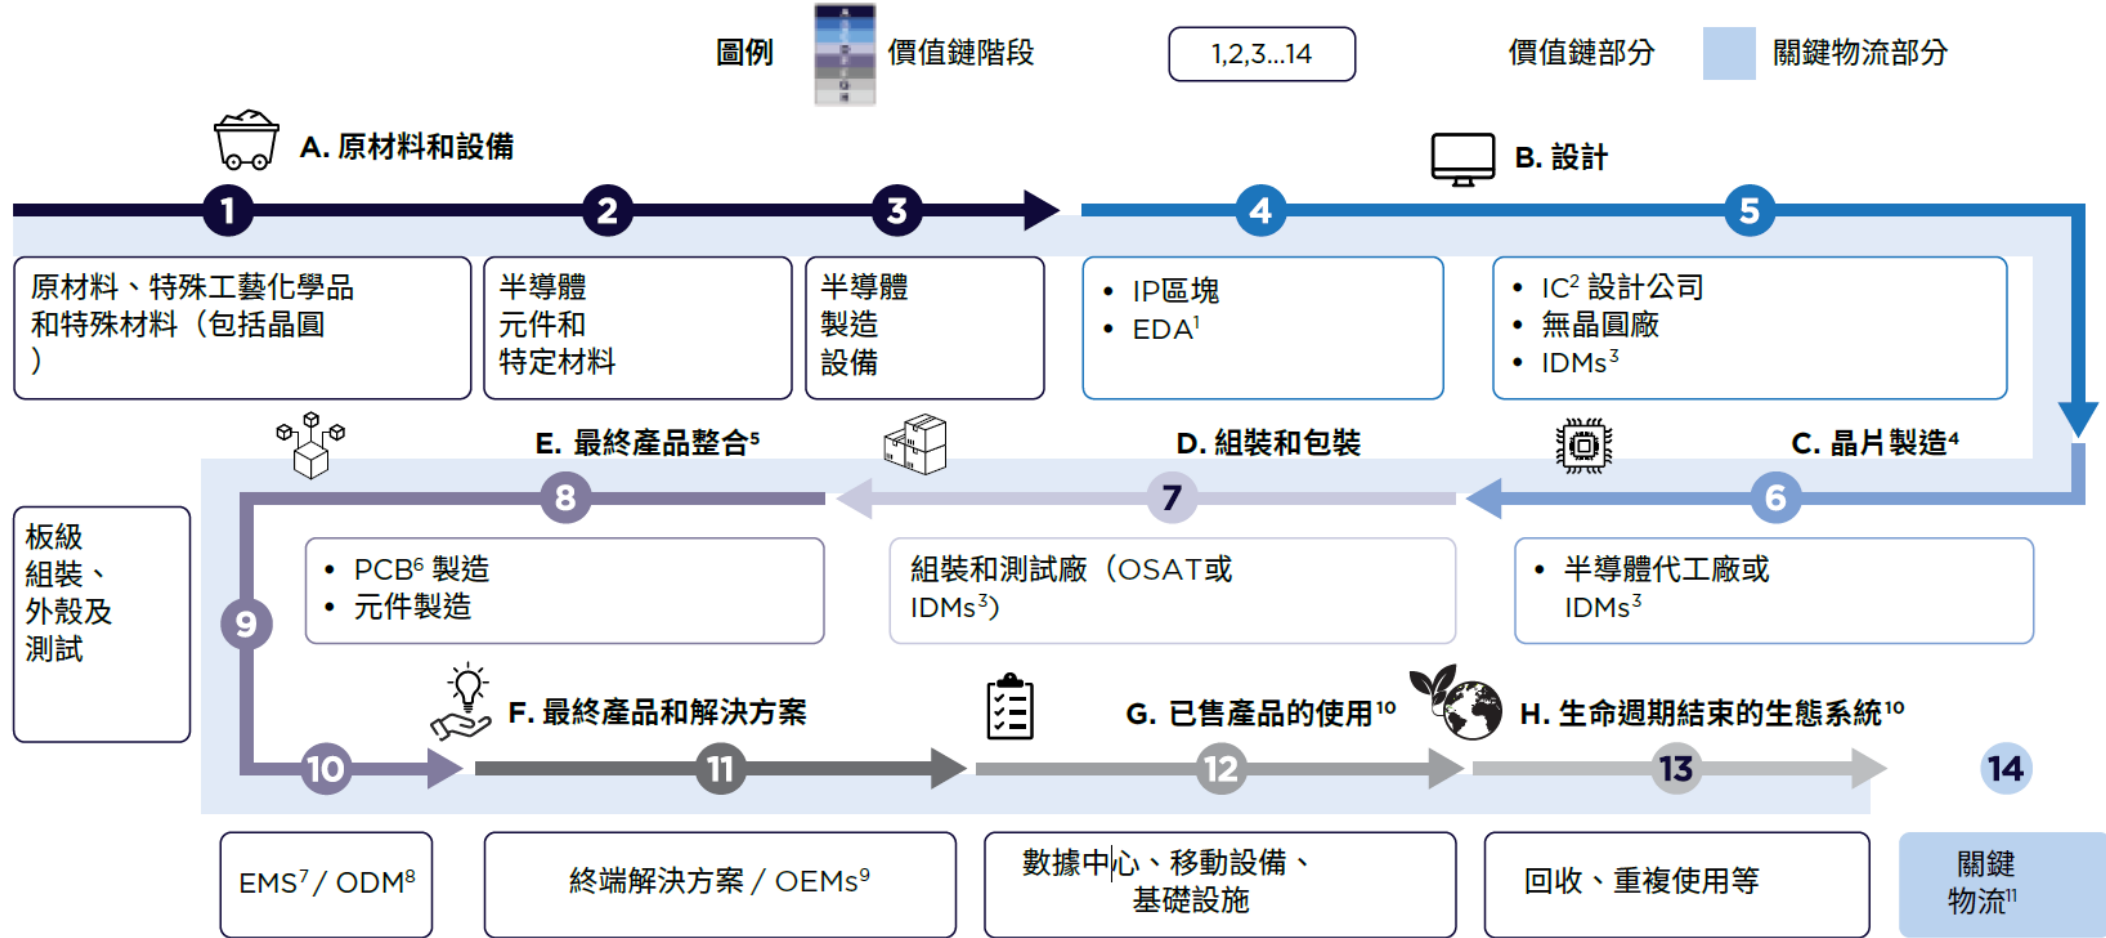 圖例
價值鏈階段
1,2,3...14
價值鏈部分
關鍵物流部分
A. 原材料和設備
B. 設計
1
2
3
4
5
原材料、特殊工藝化學品
和特殊材料（包括晶圓
）
半導體
元件和
特定材料
半導體
製造
設備
• IP區塊
• EDA¹
• IC² 設計公司
• 無晶圓廠
• IDMs³
E. 最終產品整合⁵
D. 組裝和包裝
C. 晶片製造⁴
8
7
6
板級
組裝、
外殼及
測試
9
• PCB⁶ 製造
• 元件製造
組裝和測試廠（OSAT或
IDMs³）
• 半導體代工廠或
IDMs³
F. 最終產品和解決方案
G. 已售產品的使用¹⁰
H. 生命週期結束的生態系統¹⁰
10
11
12
13
14
EMS⁷ / ODM⁸
終端解決方案 / OEMs⁹
數據中心、移動設備、
基礎設施
回收、重複使用等
關鍵
物流¹¹